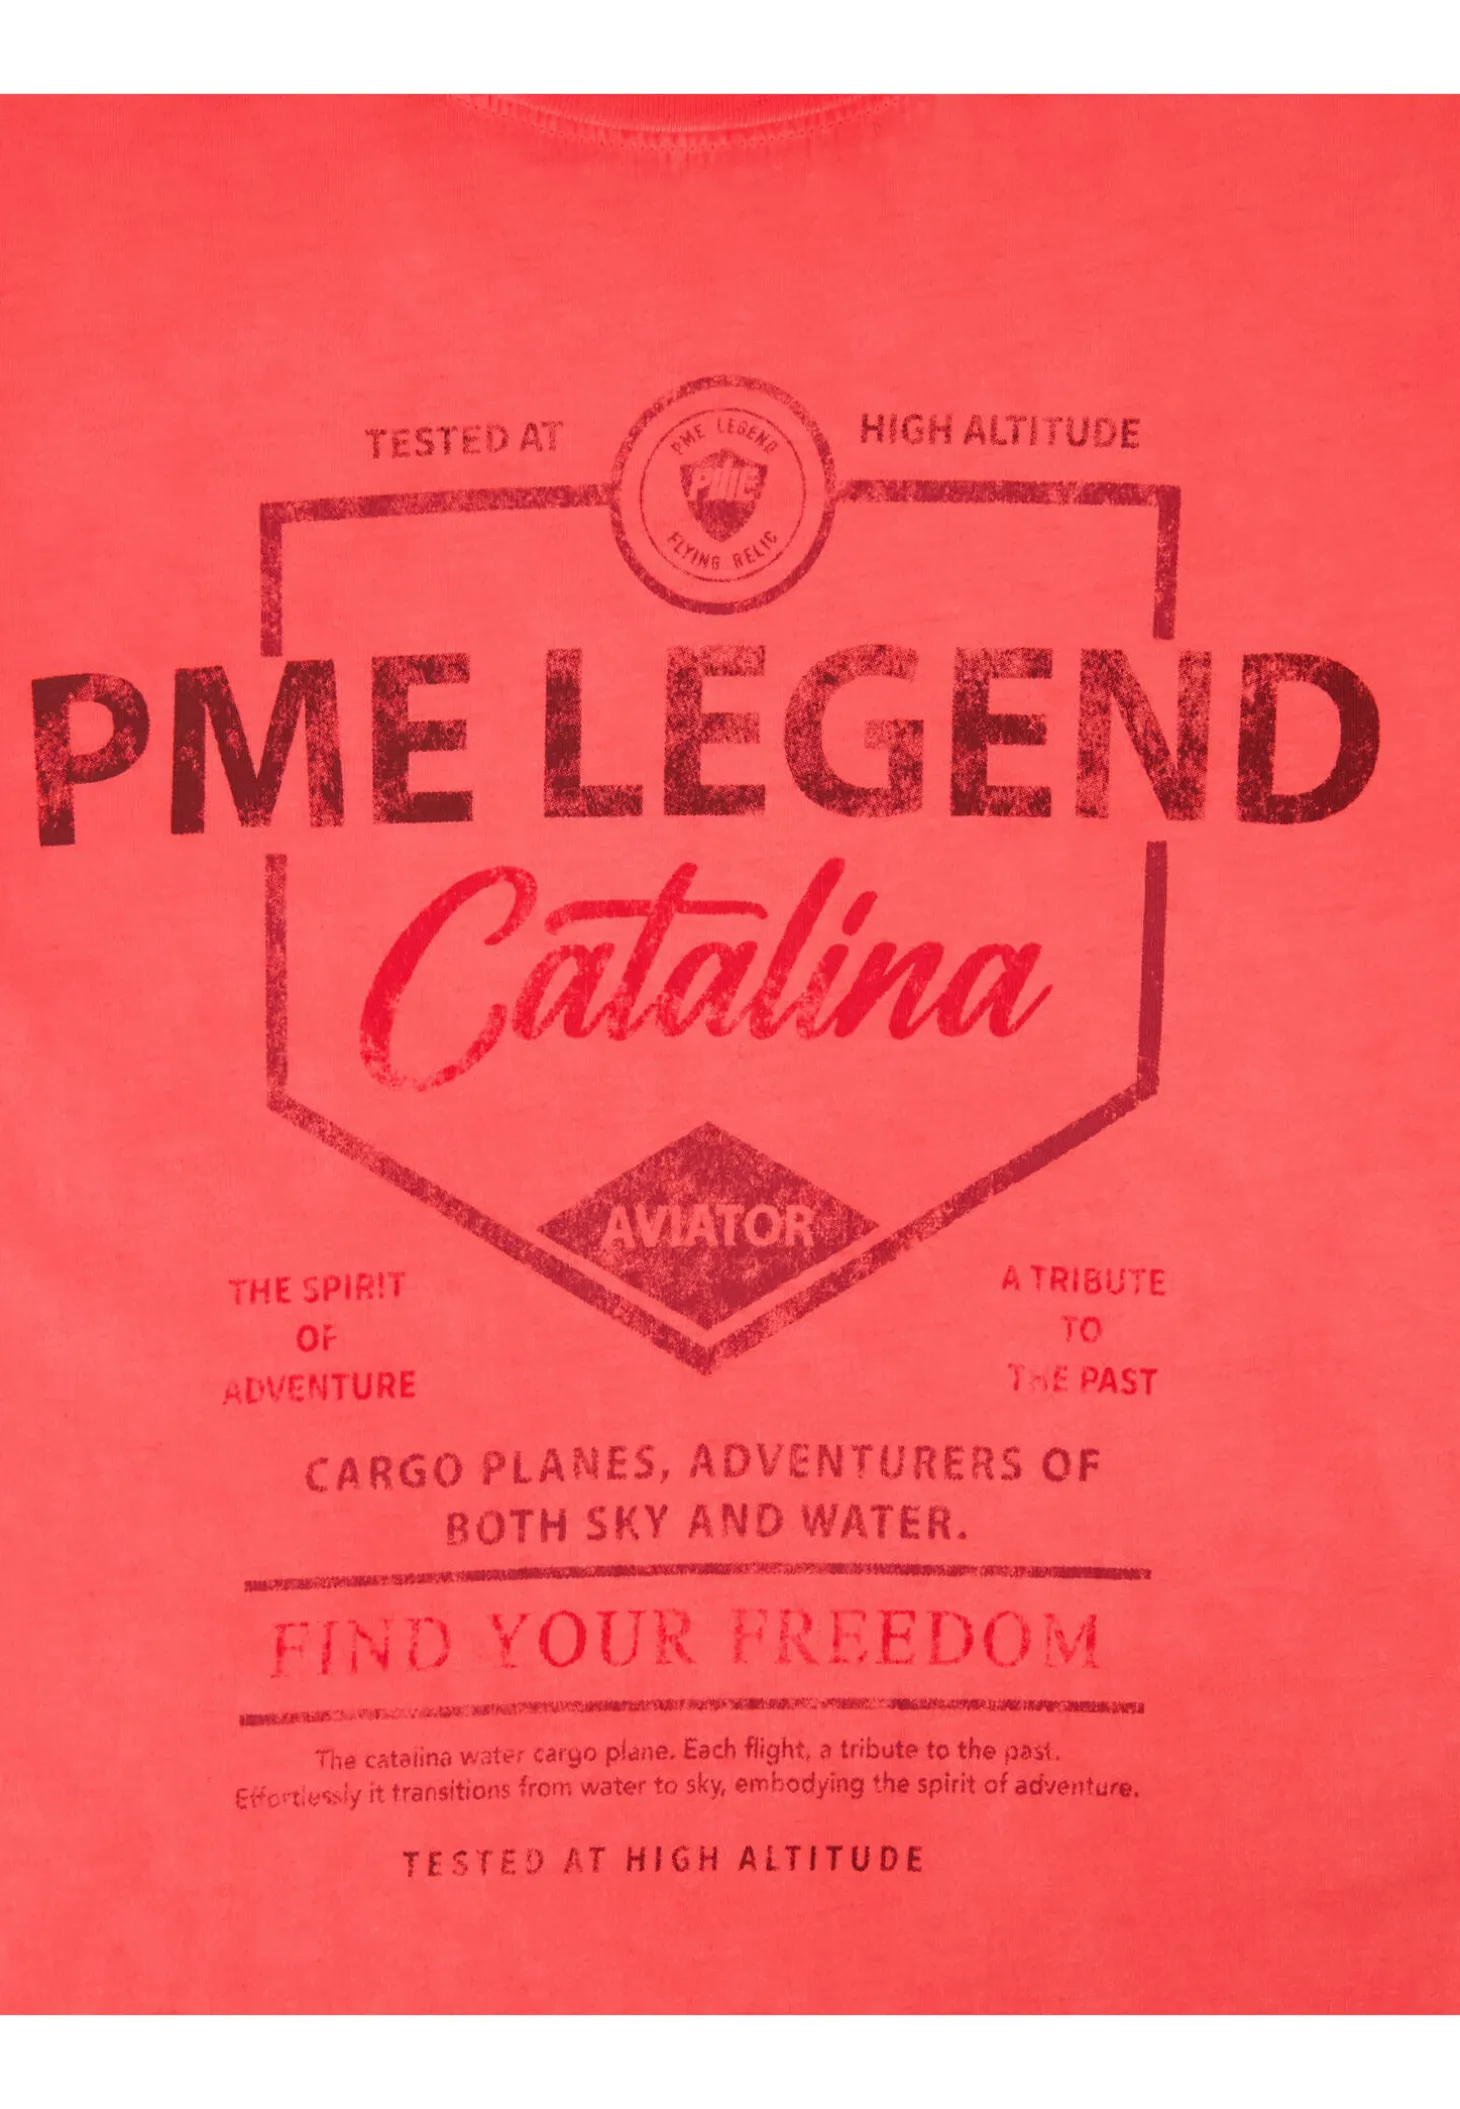 TESTED AT
HIGH ALTITUDE
PME LEGEND
PME
FLYING RELIC
PME LEGEND
Catalina
AVIATOR
THE SPIRIT
OF
ADVENTURE
A TRIBUTE
TO
THE PAST
CARGO PLANES, ADVENTURERS OF
BOTH SKY AND WATER.
FIND YOUR FREEDOM
The catalina water cargo plane. Each flight, a tribute to the past.
Effortlessly it transitions from water to sky, embodying the spirit of adventure.
TESTED AT HIGH ALTITUDE